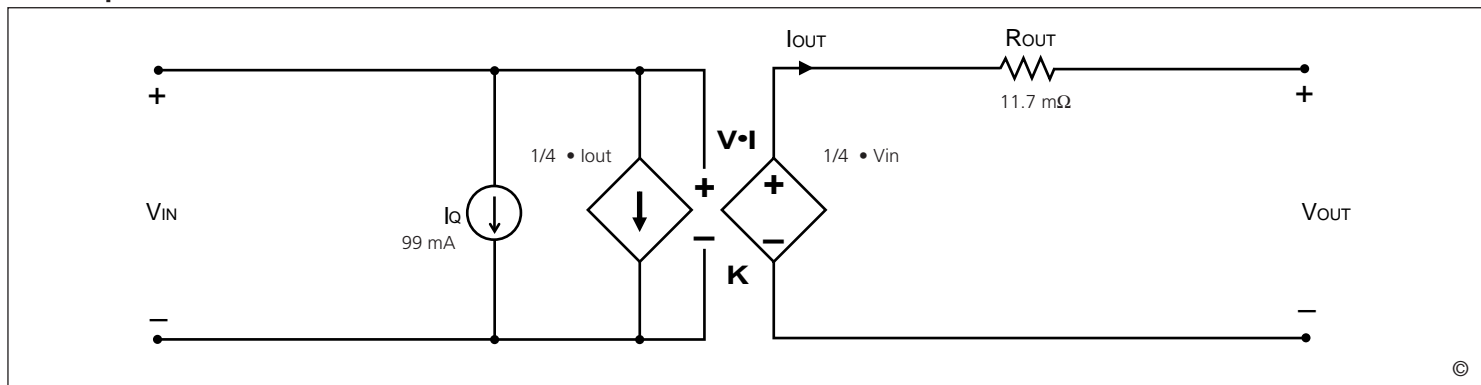 IOUT
ROUT
+
11.7 mΩ
+
V•I
1/4 • Iout
+
+
1/4 • Vin
VIN
IQ
99 mA
–
–
VOUT
K
–
–
©